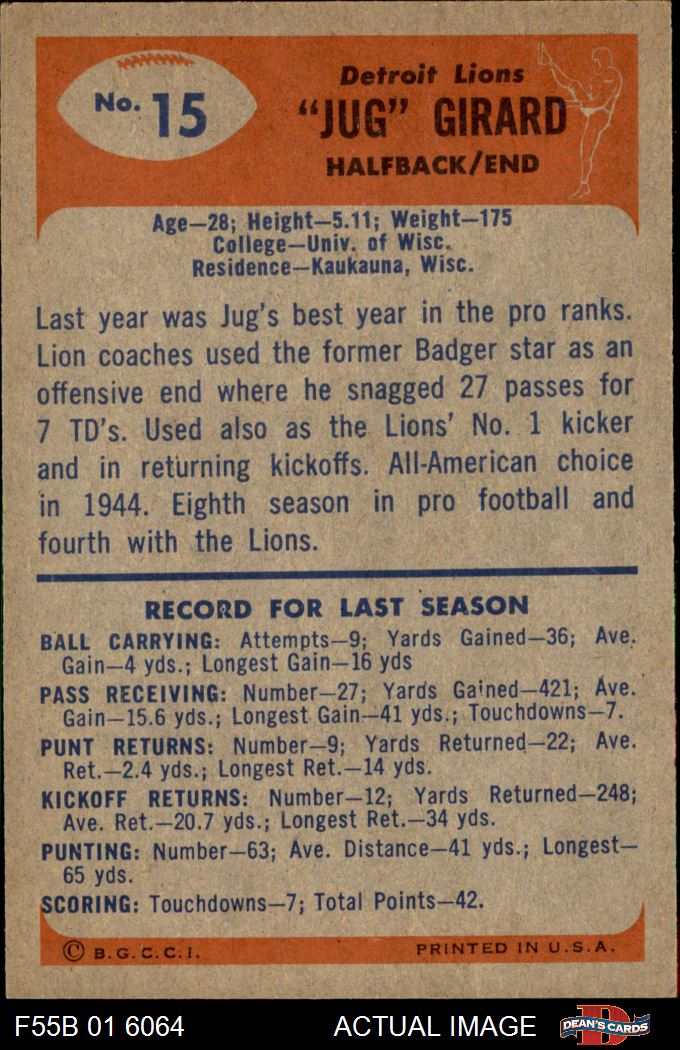 No. 15
Detroit Lions
"JUG" GIRARD
HALFBACK/END
Age—28; Height—5.11; Weight—175
College—Univ. of Wisc.
Residence—Kaukauna, Wisc.
Last year was Jug's best year in the pro ranks.
Lion coaches used the former Badger star as an
offensive end where he snagged 27 passes for
7 TD's. Used also as the Lions' No. 1 kicker
and in returning kickoffs. All-American choice
in 1944. Eighth season in pro football and
fourth with the Lions.
RECORD FOR LAST SEASON
BALL CARRYING: Attempts—9; Yards Gained—36; Ave.
Gain—4 yds.; Longest Gain—16 yds
PASS RECEIVING: Number—27; Yards Gained—421; Ave.
Gain—15.6 yds.; Longest Gain—41 yds.; Touchdowns—7.
PUNT RETURNS: Number—9; Yards Returned—22; Ave.
Ret.—2.4 yds.; Longest Ret.—14 yds.
KICKOFF RETURNS: Number—12; Yards Returned—248;
Ave. Ret.—20.7 yds.; Longest Ret.—34 yds.
PUNTING: Number—63; Ave. Distance—41 yds.; Longest—
65 yds.
SCORING: Touchdowns—7; Total Points—42.
© B.G.C.C.I.
PRINTED IN U.S.A.
F55B 01 6064
ACTUAL IMAGE
D
DEAN'S CARDS